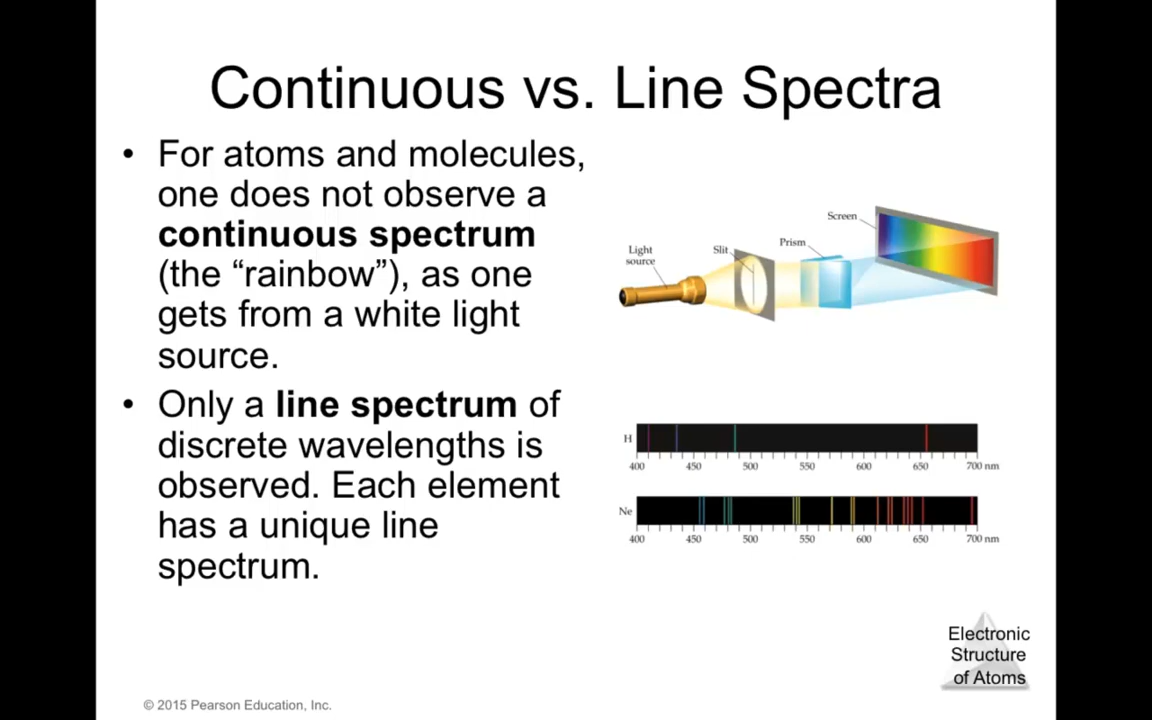 Continuous vs. Line Spectra
• For atoms and molecules,
one does not observe a
continuous spectrum
(the “rainbow”), as one
gets from a white light
source.
• Only a line spectrum of
discrete wavelengths is
observed. Each element
has a unique line
spectrum.
Screen
Prism
Slit
Light
source
H
400 450 500 550 600 650 700 nm
Ne
400 450 500 550 600 650 700 nm
Electronic
Structure
of Atoms
© 2015 Pearson Education, Inc.